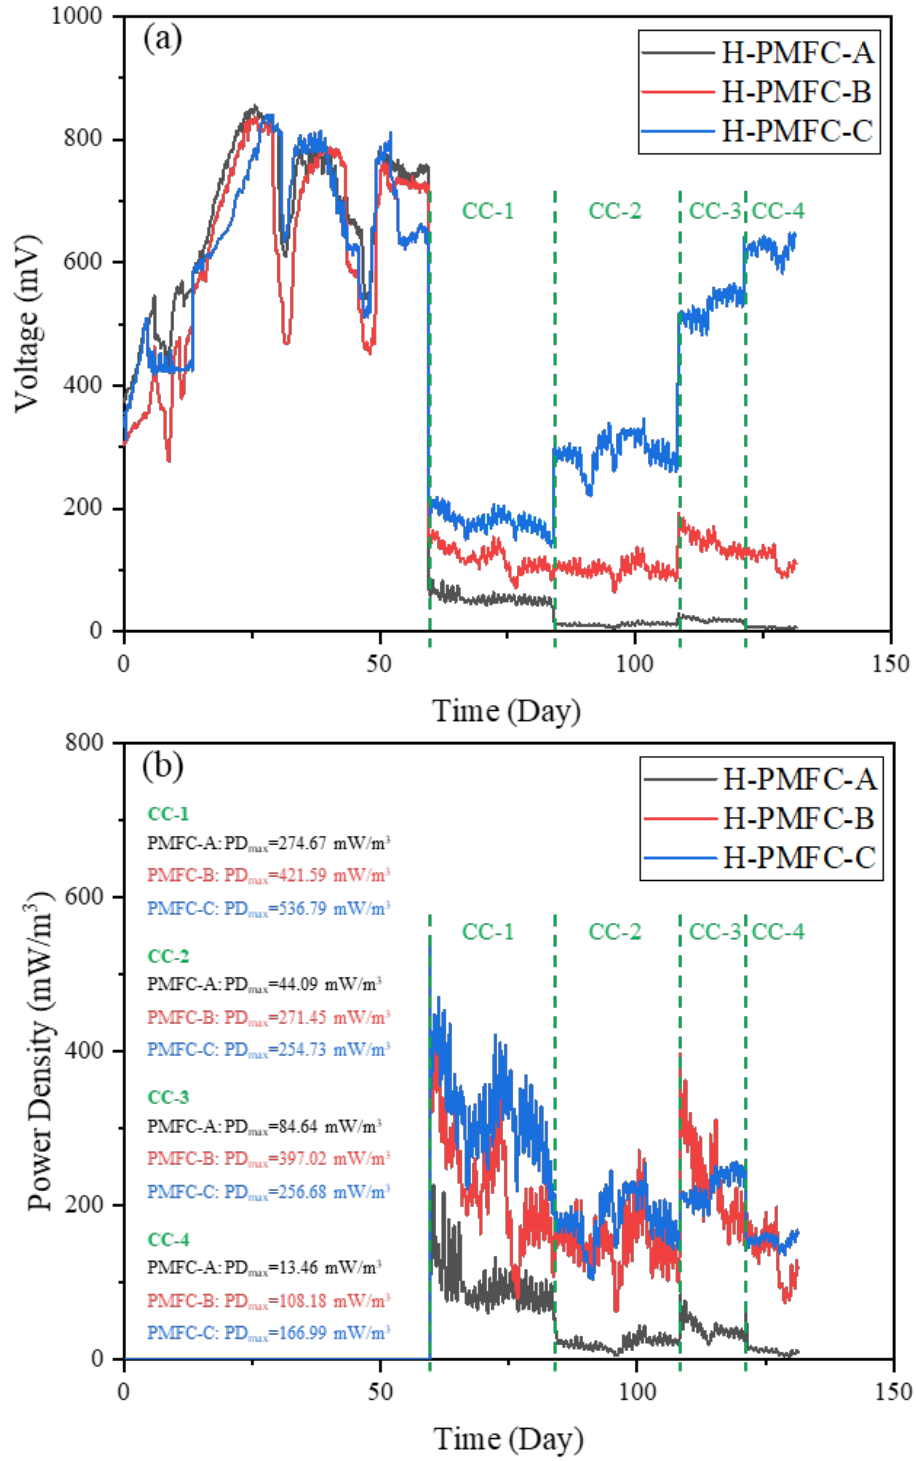 (a)
H-PMFC-A
H-PMFC-B
H-PMFC-C
CC-1 CC-2 CC-3 CC-4
Voltage (mV)
1000
800
600
400
200
0
0 50 100 150
Time (Day)
(b)
H-PMFC-A
H-PMFC-B
H-PMFC-C
CC-1
PMFC-A: PDmax=274.67 mW/m³
PMFC-B: PDmax=421.59 mW/m³
PMFC-C: PDmax=536.79 mW/m³
CC-2
PMFC-A: PDmax=44.09 mW/m³
PMFC-B: PDmax=271.45 mW/m³
PMFC-C: PDmax=254.73 mW/m³
CC-3
PMFC-A: PDmax=84.64 mW/m³
PMFC-B: PDmax=397.02 mW/m³
PMFC-C: PDmax=256.68 mW/m³
CC-4
PMFC-A: PDmax=13.46 mW/m³
PMFC-B: PDmax=108.18 mW/m³
PMFC-C: PDmax=166.99 mW/m³
CC-1 CC-2 CC-3 CC-4
Power Density (mW/m³)
800
600
400
200
0
0 50 100 150
Time (Day)